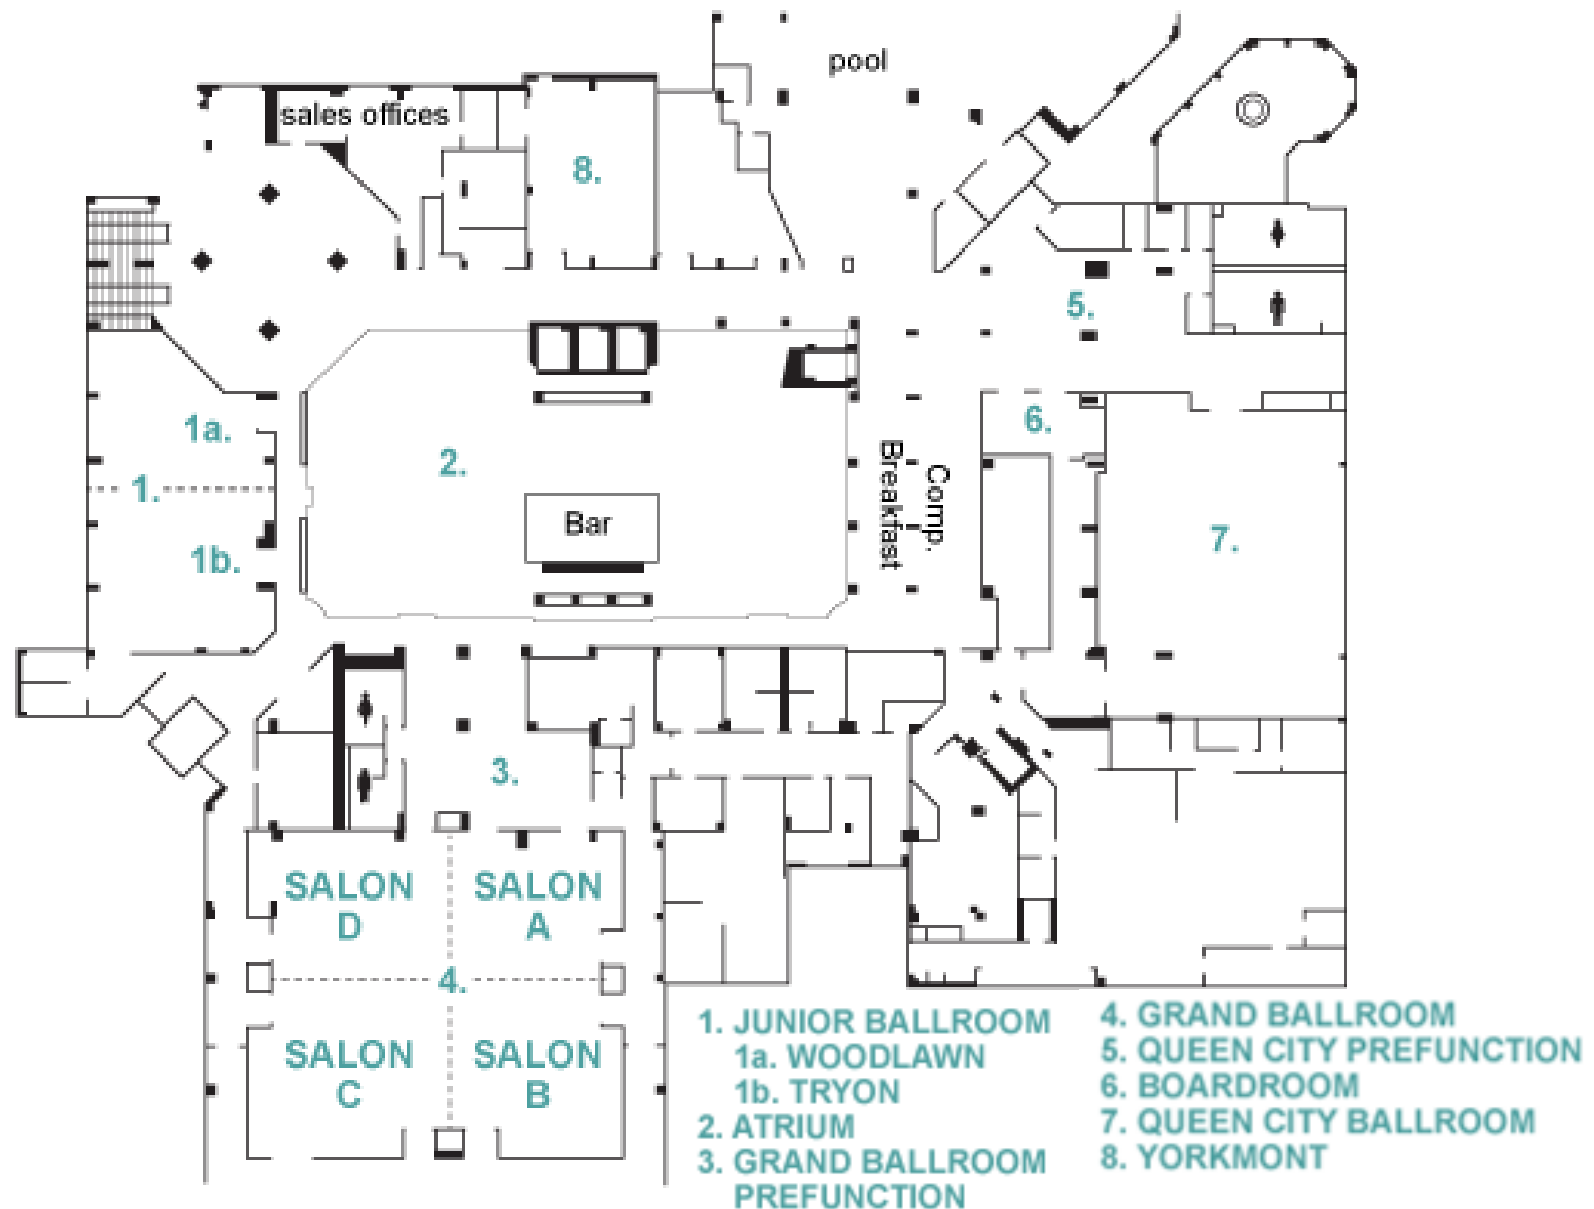 pool
sales offices
8.
5.
1a.
6.
2.
1.
Comp.
Breakfast
Bar
7.
1b.
3.
SALON
D
SALON
A
4.
SALON
C
SALON
B
1. JUNIOR BALLROOM
1a. WOODLAWN
1b. TRYON
2. ATRIUM
3. GRAND BALLROOM
PREFUNCTION
4. GRAND BALLROOM
5. QUEEN CITY PREFUNCTION
6. BOARDROOM
7. QUEEN CITY BALLROOM
8. YORKMONT